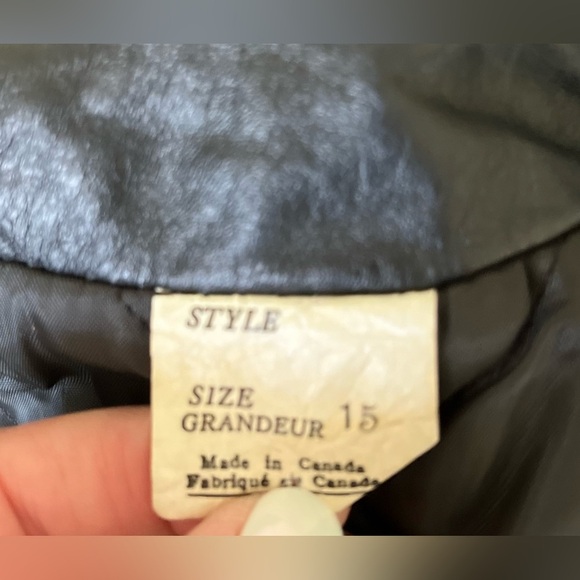 STYLE
SIZE
GRANDEUR 15
Made in Canada
Fabriqué au Canada